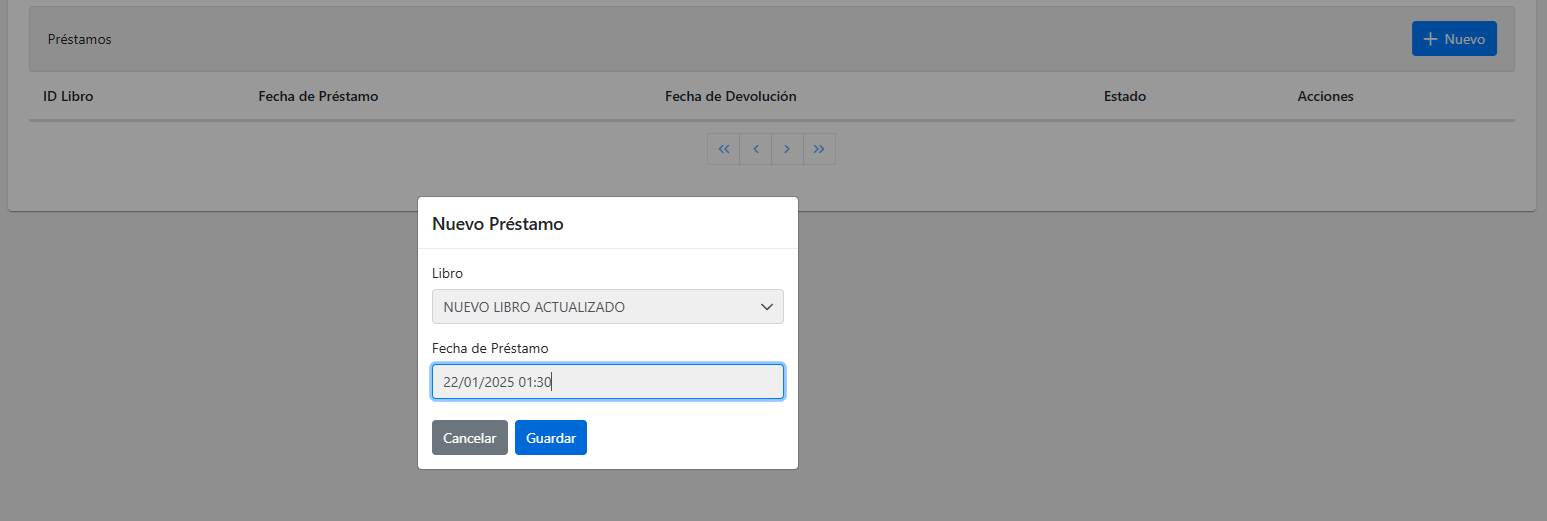 Préstamos
Nuevo
ID Libro Fecha de Préstamo Fecha de Devolución Estado Acciones
Nuevo Préstamo
Libro
NUEVO LIBRO ACTUALIZADO
Fecha de Préstamo
22/01/2025 01:30
Cancelar Guardar